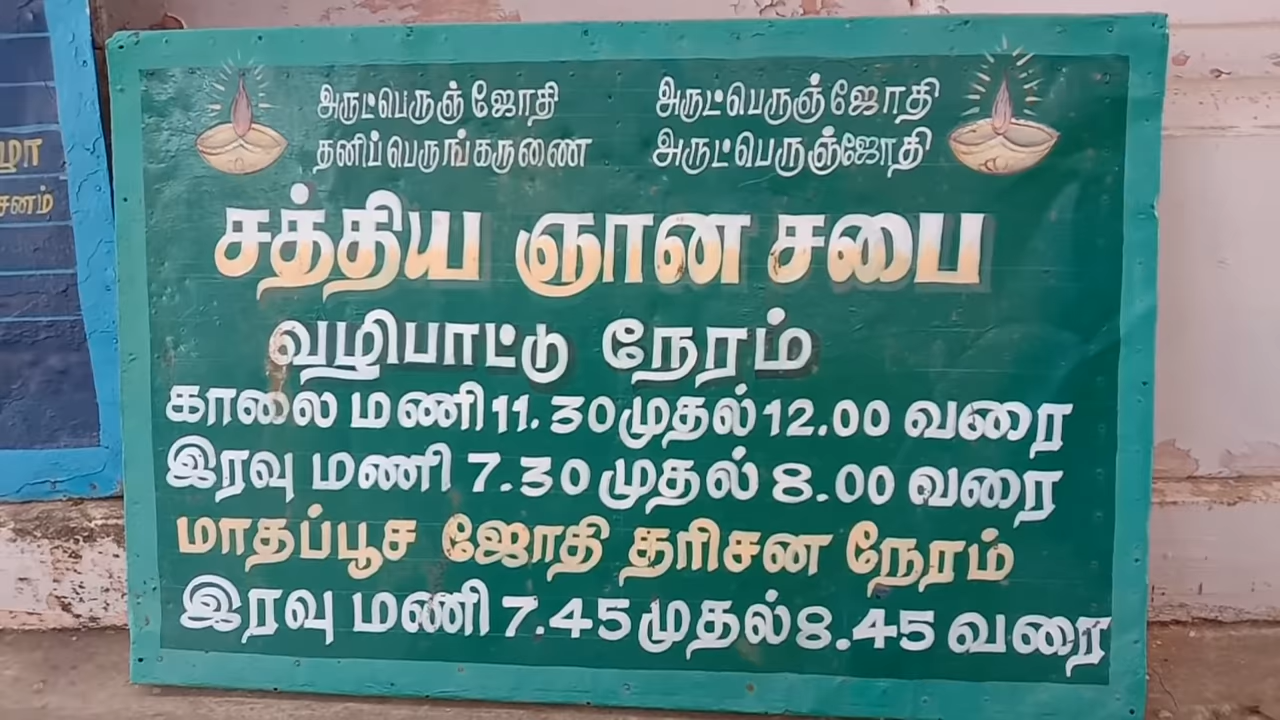 அருட்பெருஞ் ஜோதி அருட்பெருஞ்ஜோதி
தனிப்பெருங்கருணை அருட்பெருஞ்ஜோதி
சத்திய ஞான சபை
வழிபாட்டு நேரம்
காலை மணி 11.30 முதல் 12.00 வரை
இரவு மணி 7.30 முதல் 8.00 வரை
மாதப்பூச ஜோதி தரிசன நேரம்
இரவு மணி 7.45 முதல் 8.45 வரை